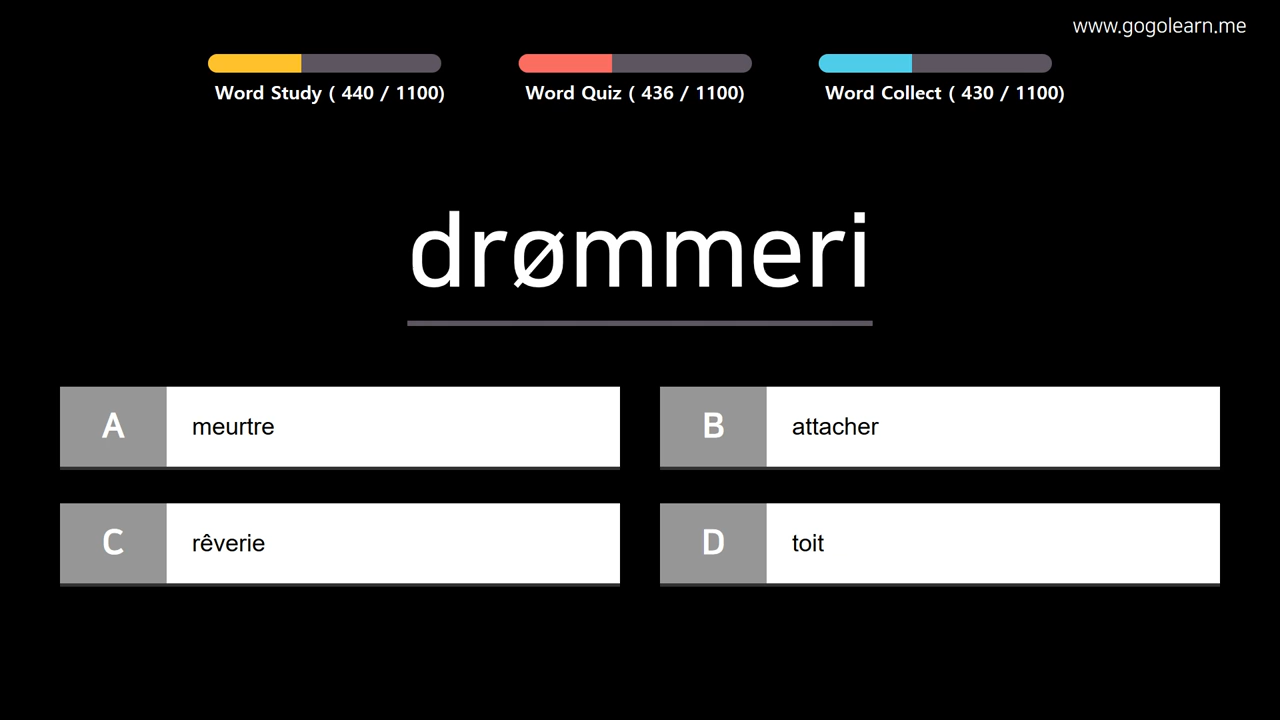 www.gogolearn.me
Word Study ( 440 / 1100)
Word Quiz ( 436 / 1100)
Word Collect ( 430 / 1100)
drømmeri
A meurtre
B attacher
C rêverie
D toit